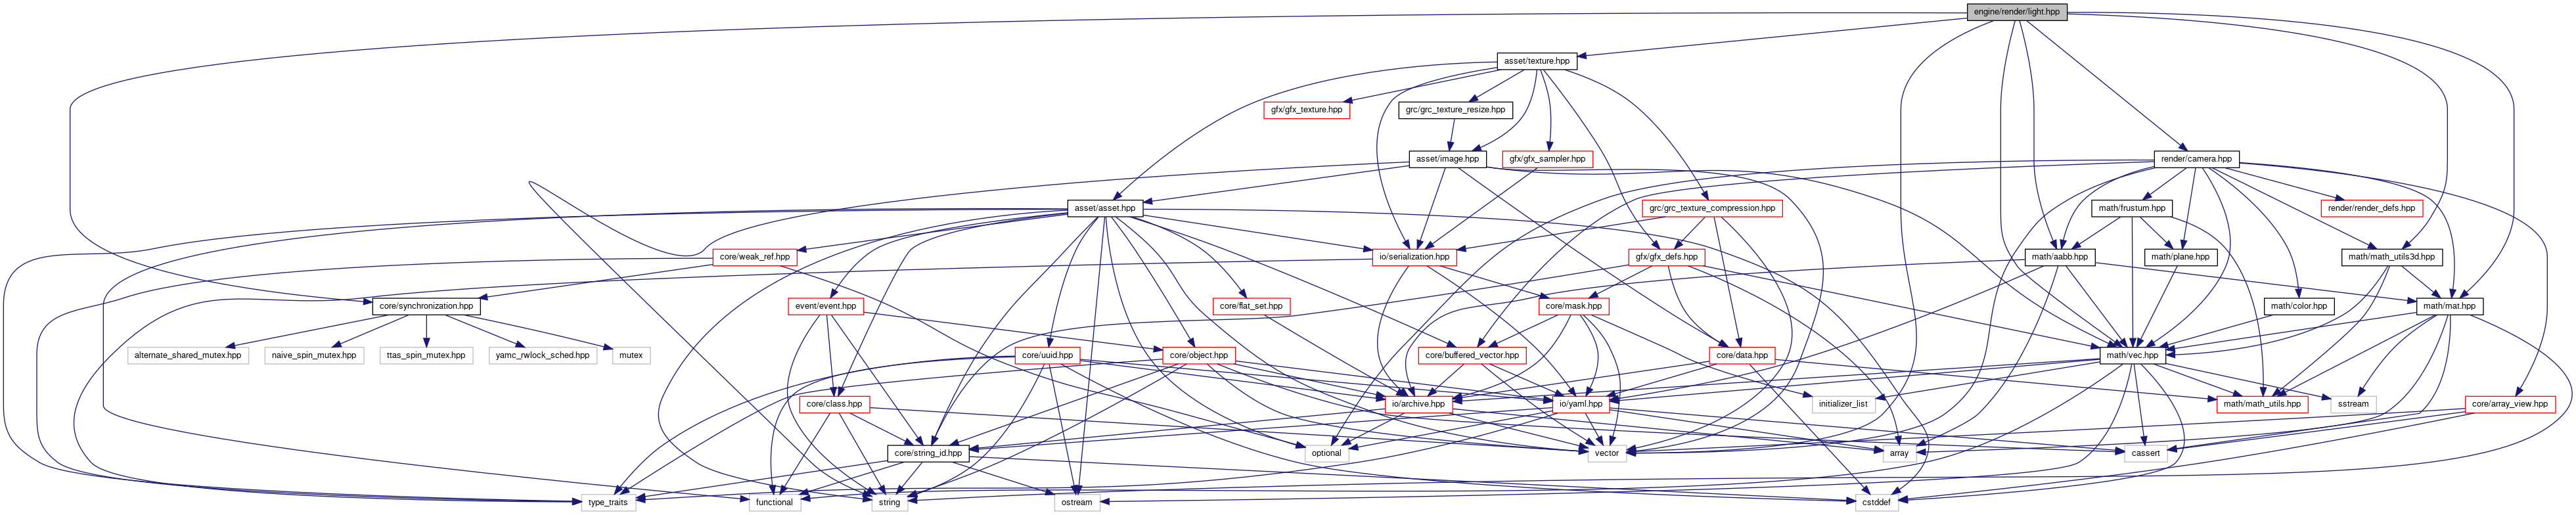 engine/render/light.hpp
asset/texture.hpp
gfx/gfx_texture.hpp
grc/grc_texture_resize.hpp
asset/image.hpp
gfx/gfx_sampler.hpp
render/camera.hpp
asset/asset.hpp
grc/grc_texture_compression.hpp
math/frustum.hpp
render/render_defs.hpp
core/weak_ref.hpp
io/serialization.hpp
gfx/gfx_defs.hpp
math/aabb.hpp
math/plane.hpp
math/math_utils3d.hpp
core/synchronization.hpp
event/event.hpp
core/flat_set.hpp
core/mask.hpp
math/color.hpp
math/mat.hpp
alternate_shared_mutex.hpp
naive_spin_mutex.hpp
ttas_spin_mutex.hpp
yamc_rwlock_sched.hpp
mutex
core/uuid.hpp
core/object.hpp
core/buffered_vector.hpp
core/data.hpp
math/vec.hpp
core/class.hpp
io/archive.hpp
io/yaml.hpp
initializer_list
math/math_utils.hpp
sstream
core/array_view.hpp
core/string_id.hpp
optional
vector
array
cassert
type_traits
functional
string
ostream
cstddef